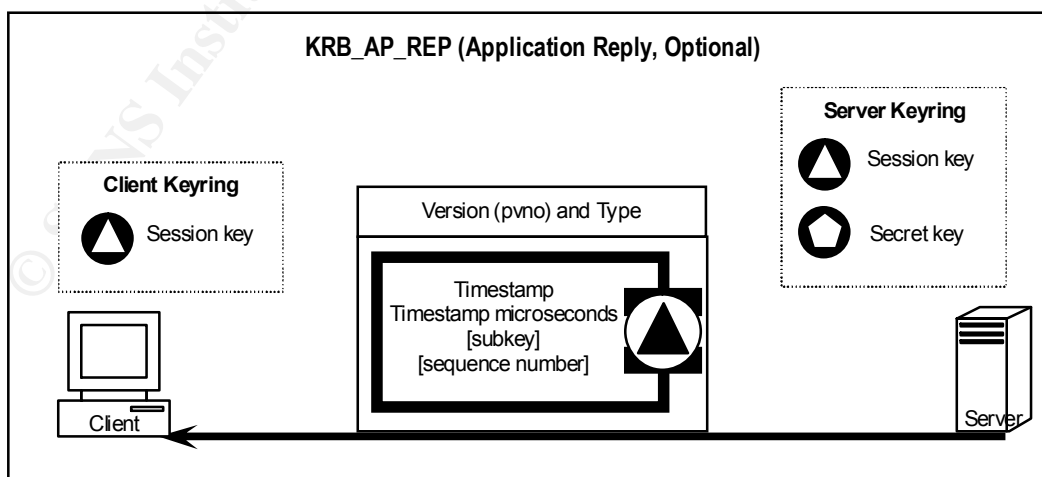 KRB_AP_REP (Application Reply, Optional)
Client Keyring
Session key
Version (pvno) and Type
Timestamp
Timestamp microseconds
[subkey]
[sequence number]
Server Keyring
Session key
Secret key
Client
Server